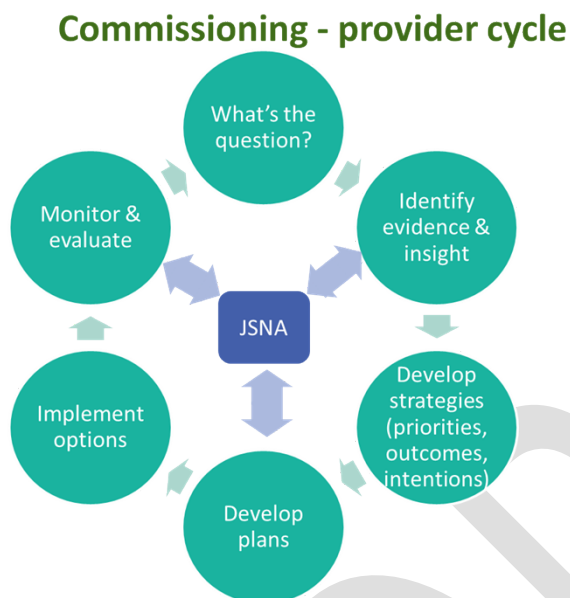 Commissioning - provider cycle
What's the
question?
Identify
evidence &
insight
Develop
strategies
(priorities,
outcomes,
intentions)
Develop
plans
Implement
options
Monitor &
evaluate
JSNA